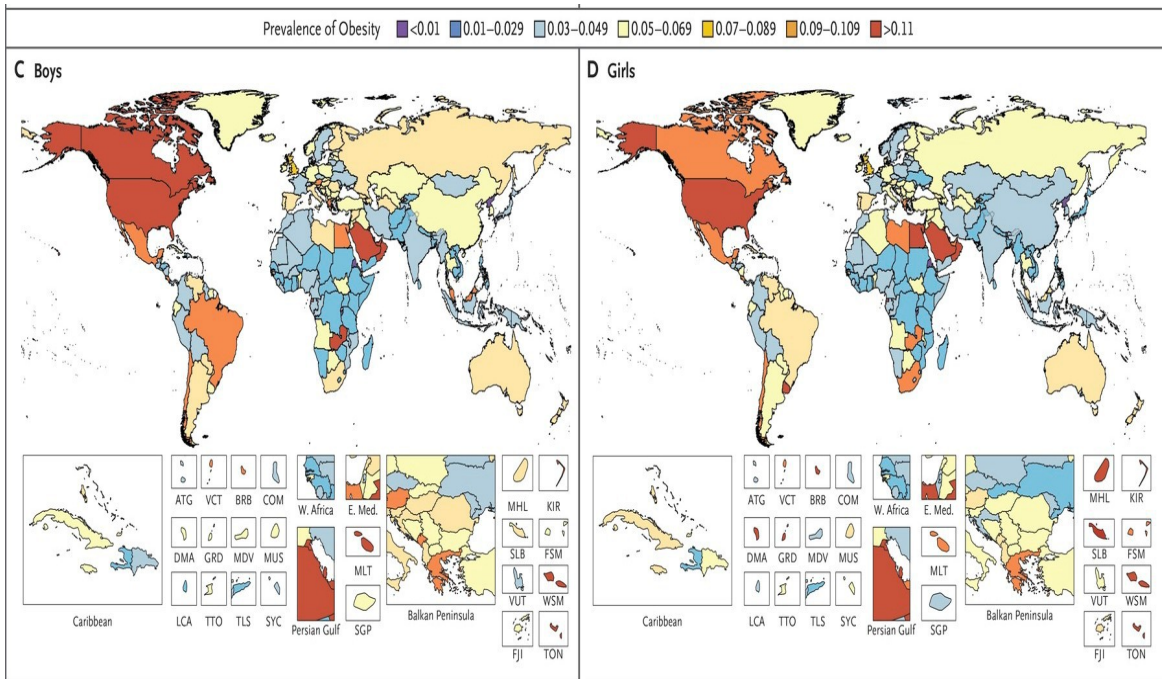 Prevalence of Obesity <0.01 0.01–0.029 0.03–0.049 0.05–0.069 0.07–0.089 0.09–0.109 >0.11
C Boys
ATG VCT BRB COM W. Africa E. Med. MHL KIR
DMA GRD MDV MUS MLT SLB FSM
VUT WSM
Caribbean LCA TTO TLS SYC Persian Gulf SGP Balkan Peninsula
FJI TON
D Girls
ATG VCT BRB COM W. Africa E. Med. MHL KIR
DMA GRD MDV MUS MLT SLB FSM
VUT WSM
Caribbean LCA TTO TLS SYC Persian Gulf SGP Balkan Peninsula
FJI TON